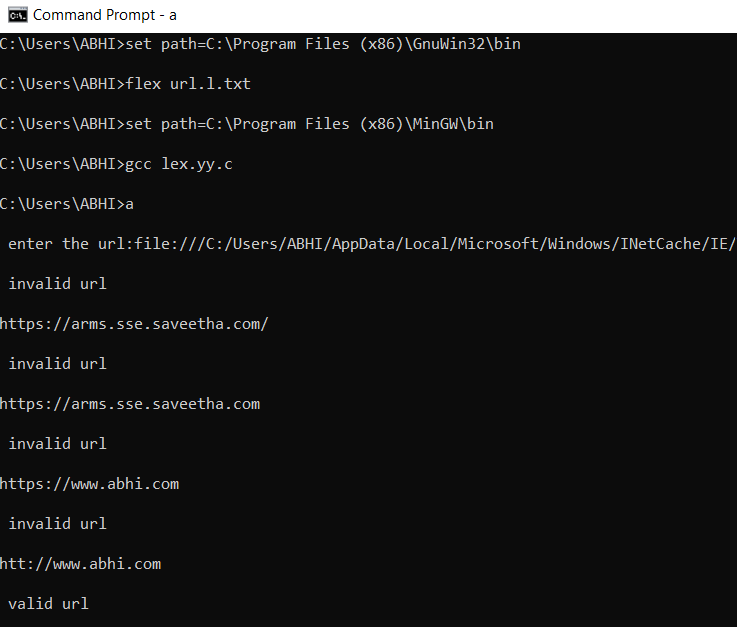 Command Prompt - a
C:\Users\ABHI>set path=C:\Program Files (x86)\GnuWin32\bin
C:\Users\ABHI>flex url.l.txt
C:\Users\ABHI>set path=C:\Program Files (x86)\MinGW\bin
C:\Users\ABHI>gcc lex.yy.c
C:\Users\ABHI>a
enter the url:file:///C:/Users/ABHI/AppData/Local/Microsoft/Windows/INetCache/IE/
invalid url
https://arms.sse.saveetha.com/
invalid url
https://arms.sse.saveetha.com
invalid url
https://www.abhi.com
invalid url
htt://www.abhi.com
valid url